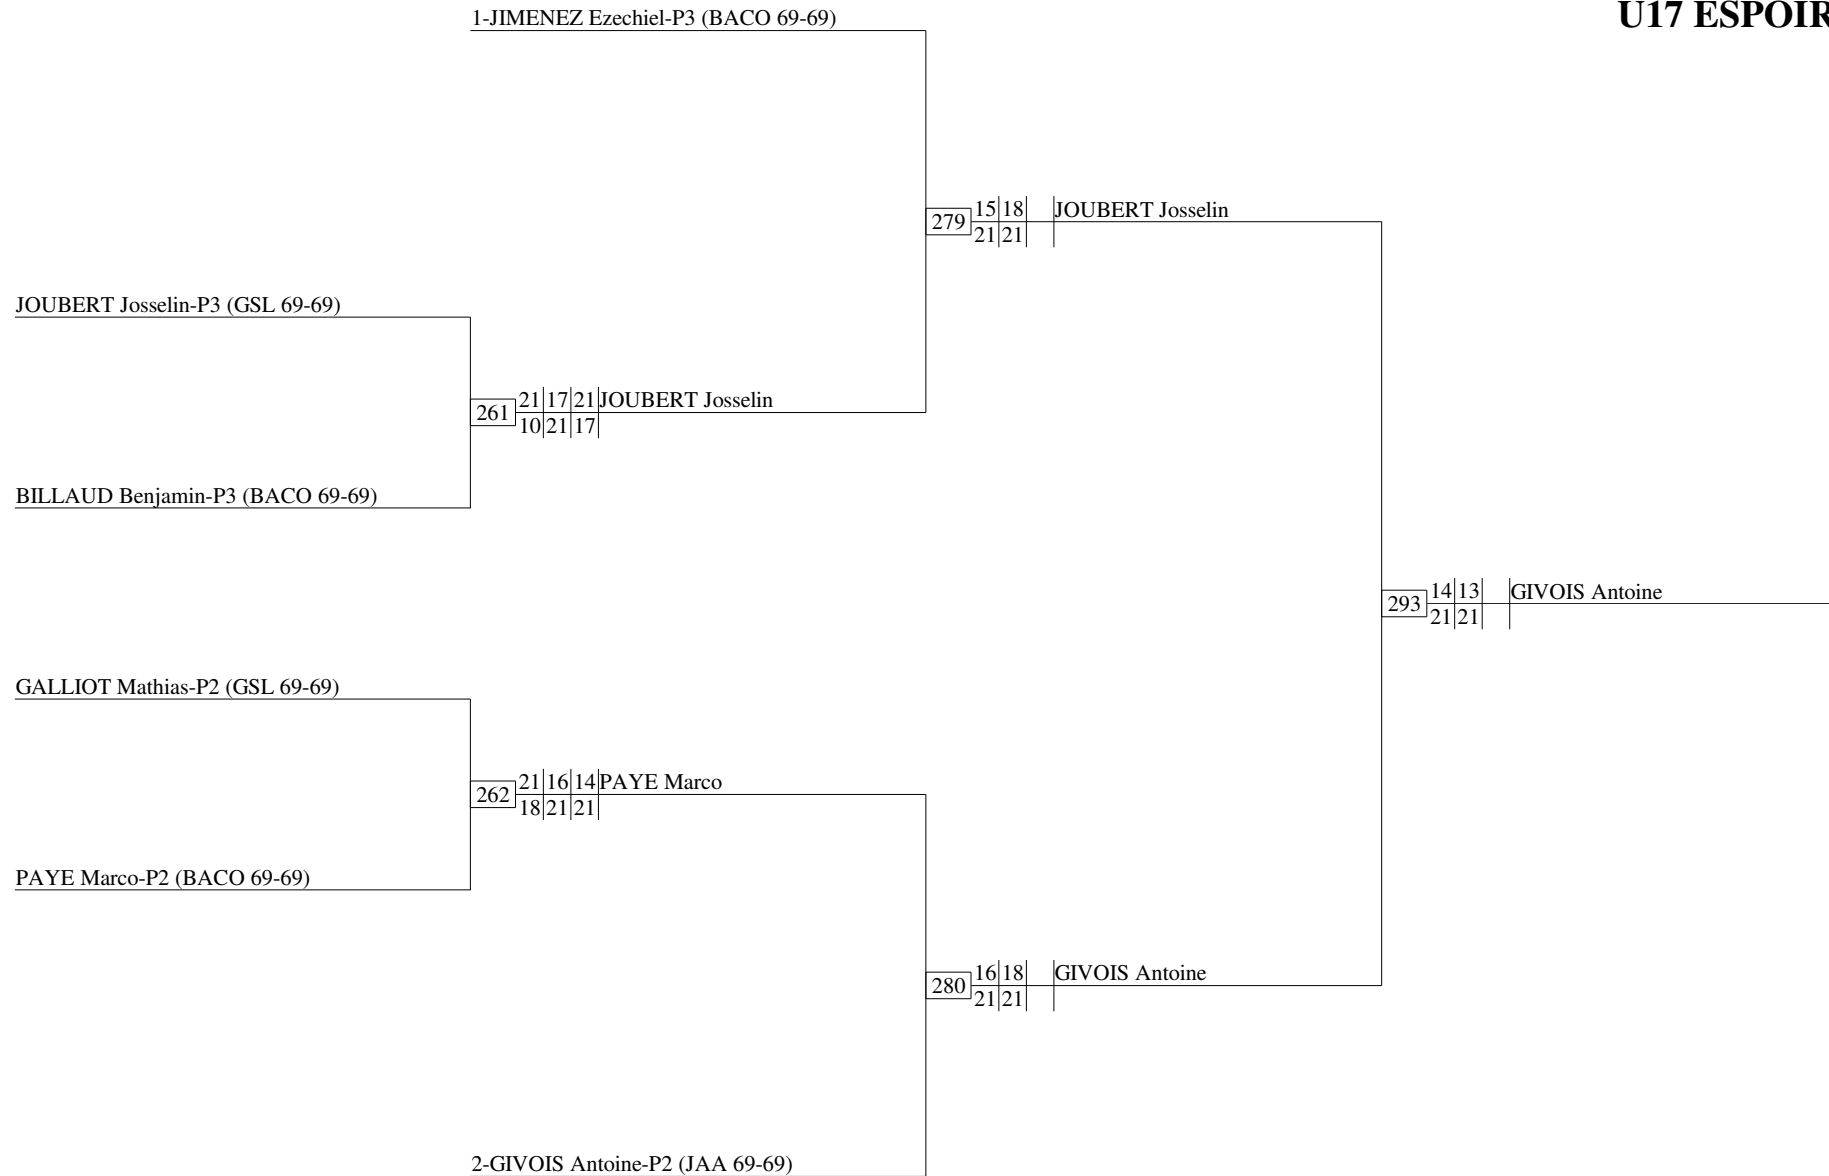 1-JIMENEZ Ezechiel-P3 (BACO 69-69)
U17 ESPOIR
279 15 18 JOUBERT Josselin
21 21
JOUBERT Josselin-P3 (GSL 69-69)
261 21 17 21 JOUBERT Josselin
10 21 17
BILLAUD Benjamin-P3 (BACO 69-69)
293 14 13 GIVOIS Antoine
21 21
GALLIOT Mathias-P2 (GSL 69-69)
262 21 16 14 PAYE Marco
18 21 21
PAYE Marco-P2 (BACO 69-69)
280 16 18 GIVOIS Antoine
21 21
2-GIVOIS Antoine-P2 (JAA 69-69)